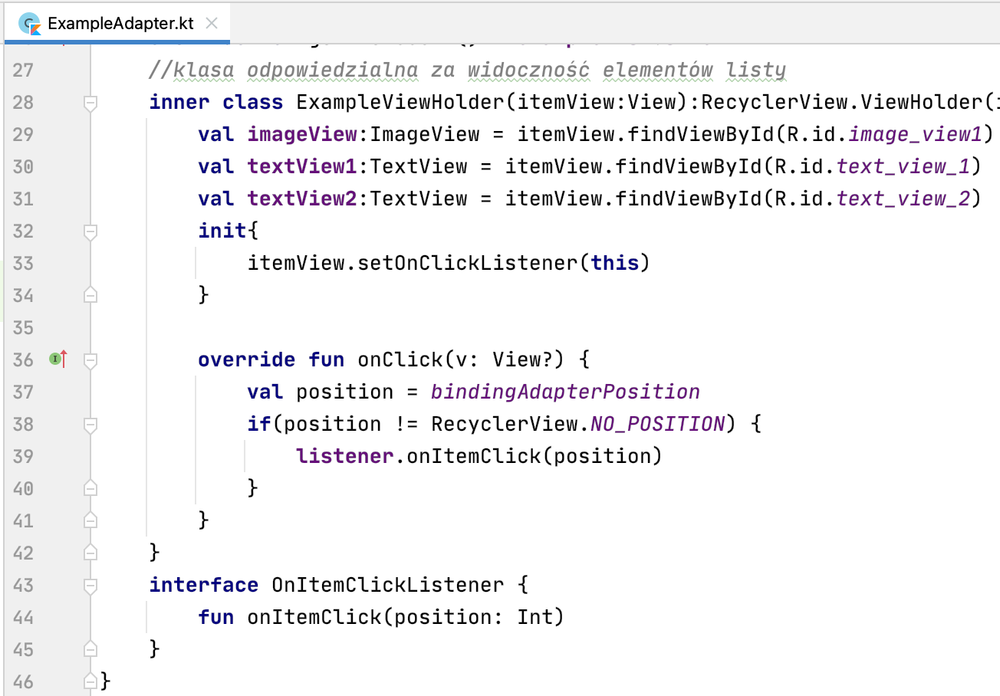 ExampleAdapter.kt
27 //klasa odpowiedzialna za widoczność elementów listy
28 inner class ExampleViewHolder(itemView:View):RecyclerView.ViewHolder(
29 val imageView:ImageView = itemView.findViewById(R.id.image_view1)
30 val textView1:TextView = itemView.findViewById(R.id.text_view_1)
31 val textView2:TextView = itemView.findViewById(R.id.text_view_2)
32 init{
33 itemView.setOnClickListener(this)
34 }
35
36 override fun onClick(v: View?) {
37 val position = bindingAdapterPosition
38 if(position != RecyclerView.NO_POSITION) {
39 listener.onItemClick(position)
40 }
41 }
42 }
43 interface OnItemClickListener {
44 fun onItemClick(position: Int)
45 }
46 }